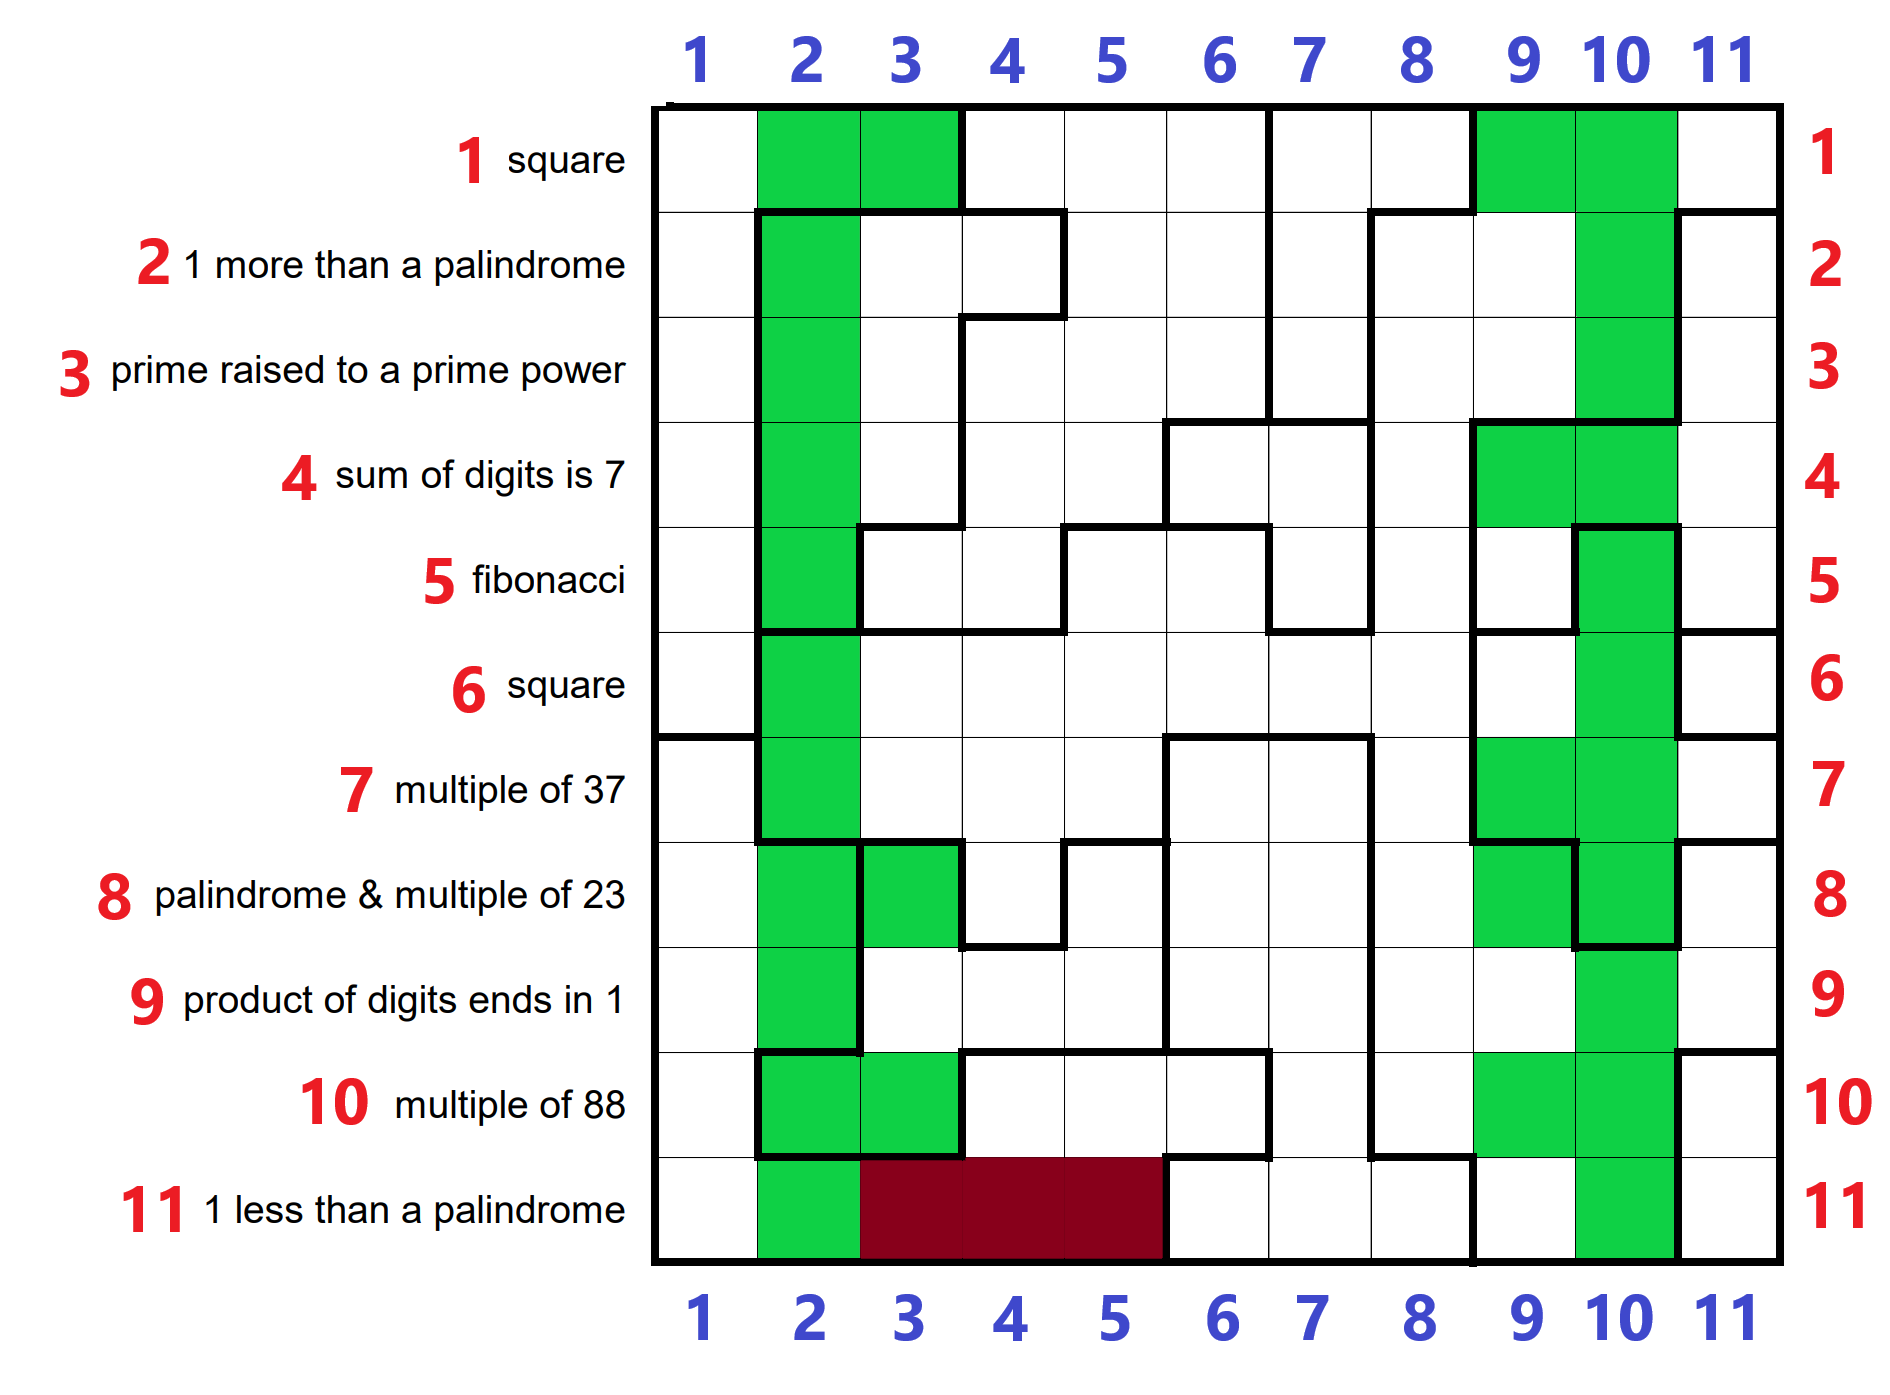 1 2 3 4 5 6 7 8 9 10 11
1 square 1
2 1 more than a palindrome 2
3 prime raised to a prime power 3
4 sum of digits is 7 4
5 fibonacci 5
6 square 6
7 multiple of 37 7
8 palindrome & multiple of 23 8
9 product of digits ends in 1 9
10 multiple of 88 10
11 1 less than a palindrome 11
1 2 3 4 5 6 7 8 9 10 11